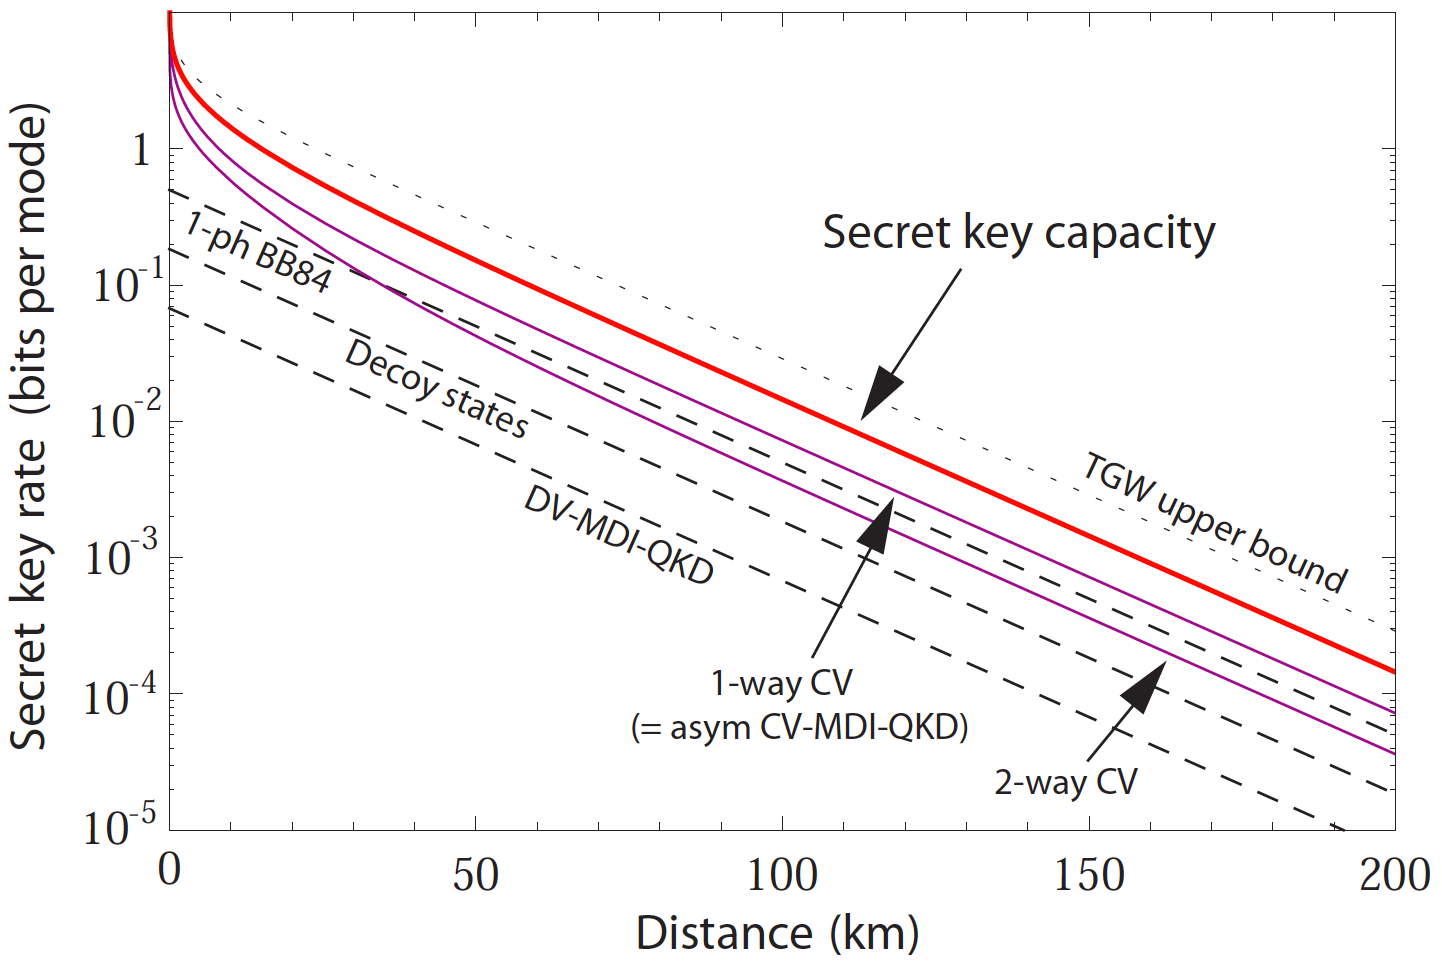 Secret key rate (bits per mode)
1
10-1
10-2
10-3
10-4
10-5
1-ph BB84
Decoy states
DV-MDI-QKD
Secret key capacity
TGW upper bound
1-way CV
(= asym CV-MDI-QKD)
2-way CV
0 50 100 150 200
Distance (km)